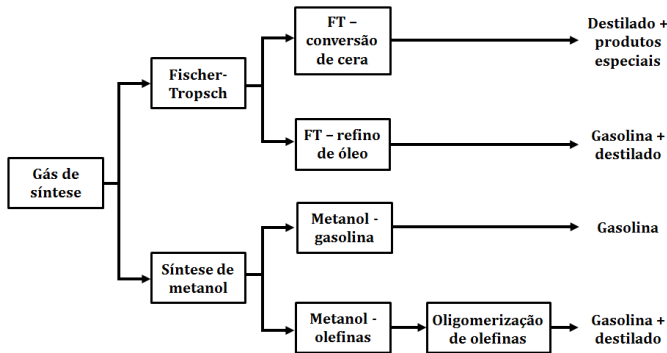 FT –
conversão
de cera
Destilado +
produtos
especiais
Fischer-
Tropsch
FT – refino
de óleo
Gasolina +
destilado
Gás de
síntese
Metanol -
gasolina
Gasolina
Síntese de
metanol
Metanol -
olefinas
Oligomerização
de olefinas
Gasolina +
destilado